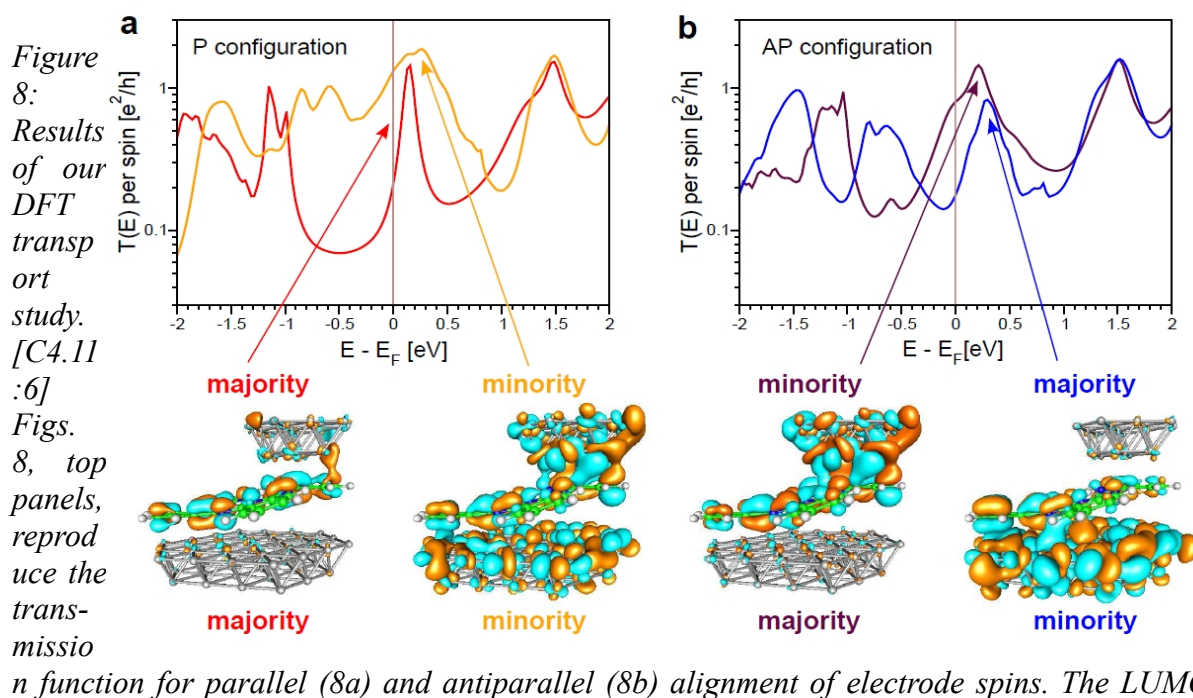 Figure
8:
Results
of our
DFT
transp
ort
study.
[C4.11
:6]
Figs.
8, top
panels,
reprod
uce the
trans-
missio
n function for parallel (8a) and antiparallel (8b) alignment of electrode spins. The LUMO
a
P configuration
T(E) per spin [e²/h]
1
0.1
-2 -1.5 -1 -0.5 0 0.5 1 1.5 2
E - E_F [eV]
majority minority
majority minority
b
AP configuration
T(E) per spin [e²/h]
1
0.1
-2 -1.5 -1 -0.5 0 0.5 1 1.5 2
E - E_F[eV]
minority majority
majority minority